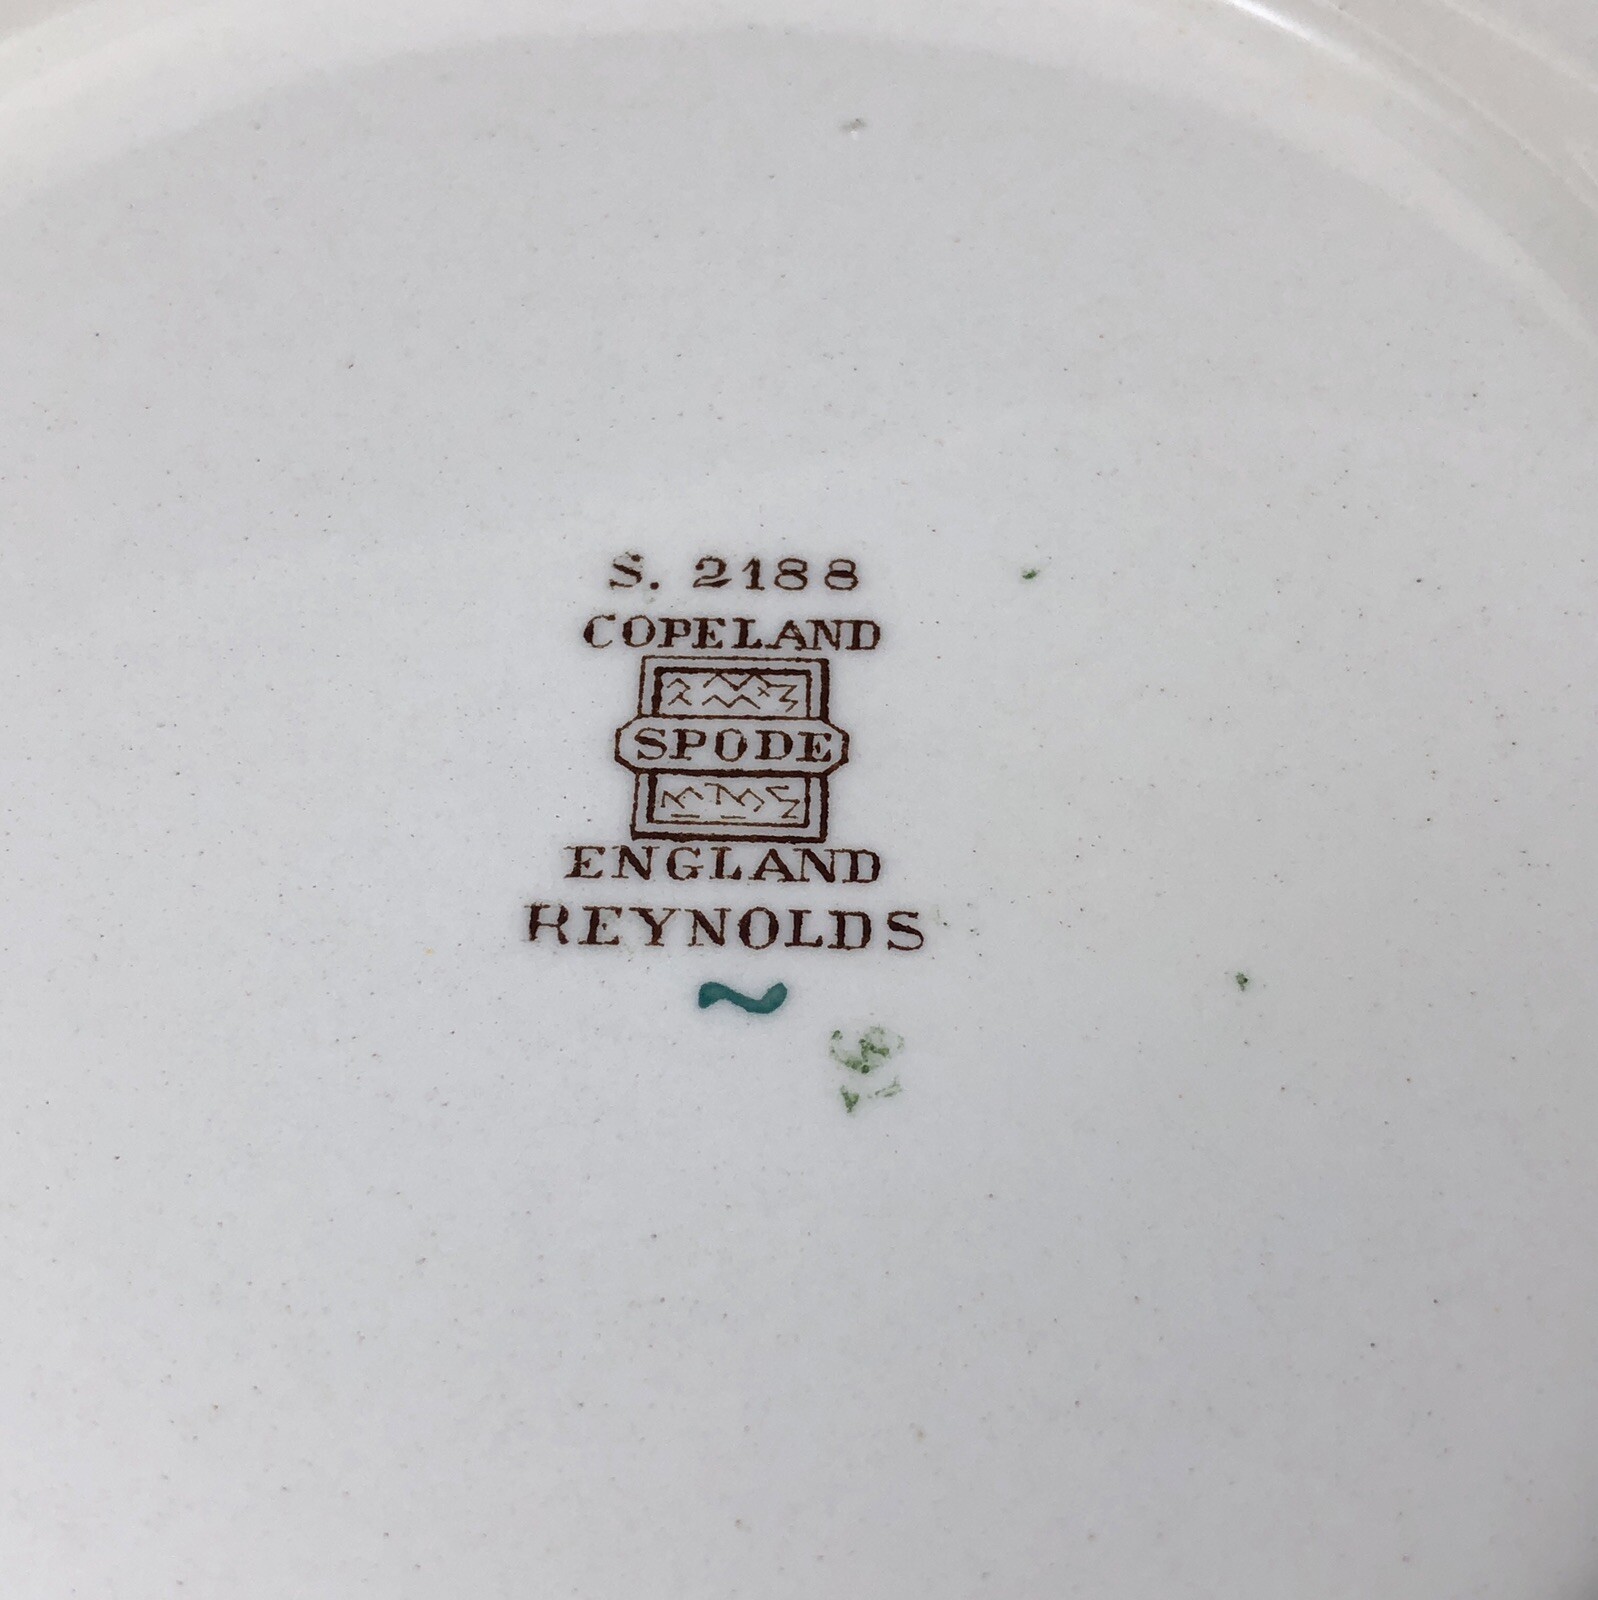 S. 2188
COPELAND
SPODE
ENGLAND
REYNOLDS